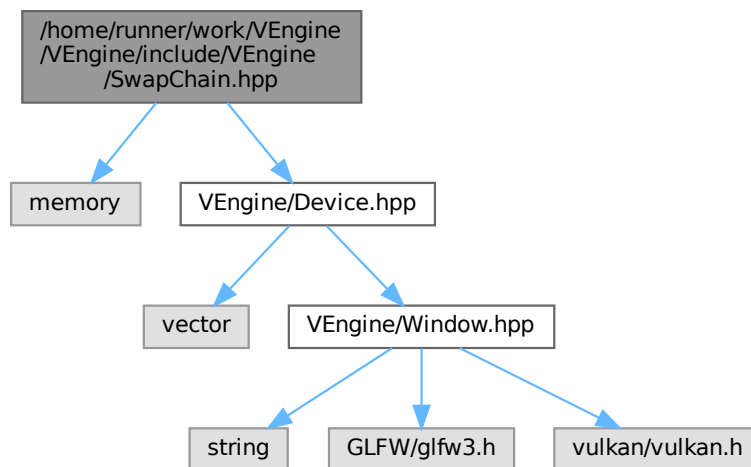 /home/runner/work/VEngine
/VEngine/include/VEngine
/SwapChain.hpp
memory
VEngine/Device.hpp
vector
VEngine/Window.hpp
string
GLFW/glfw3.h
vulkan/vulkan.h